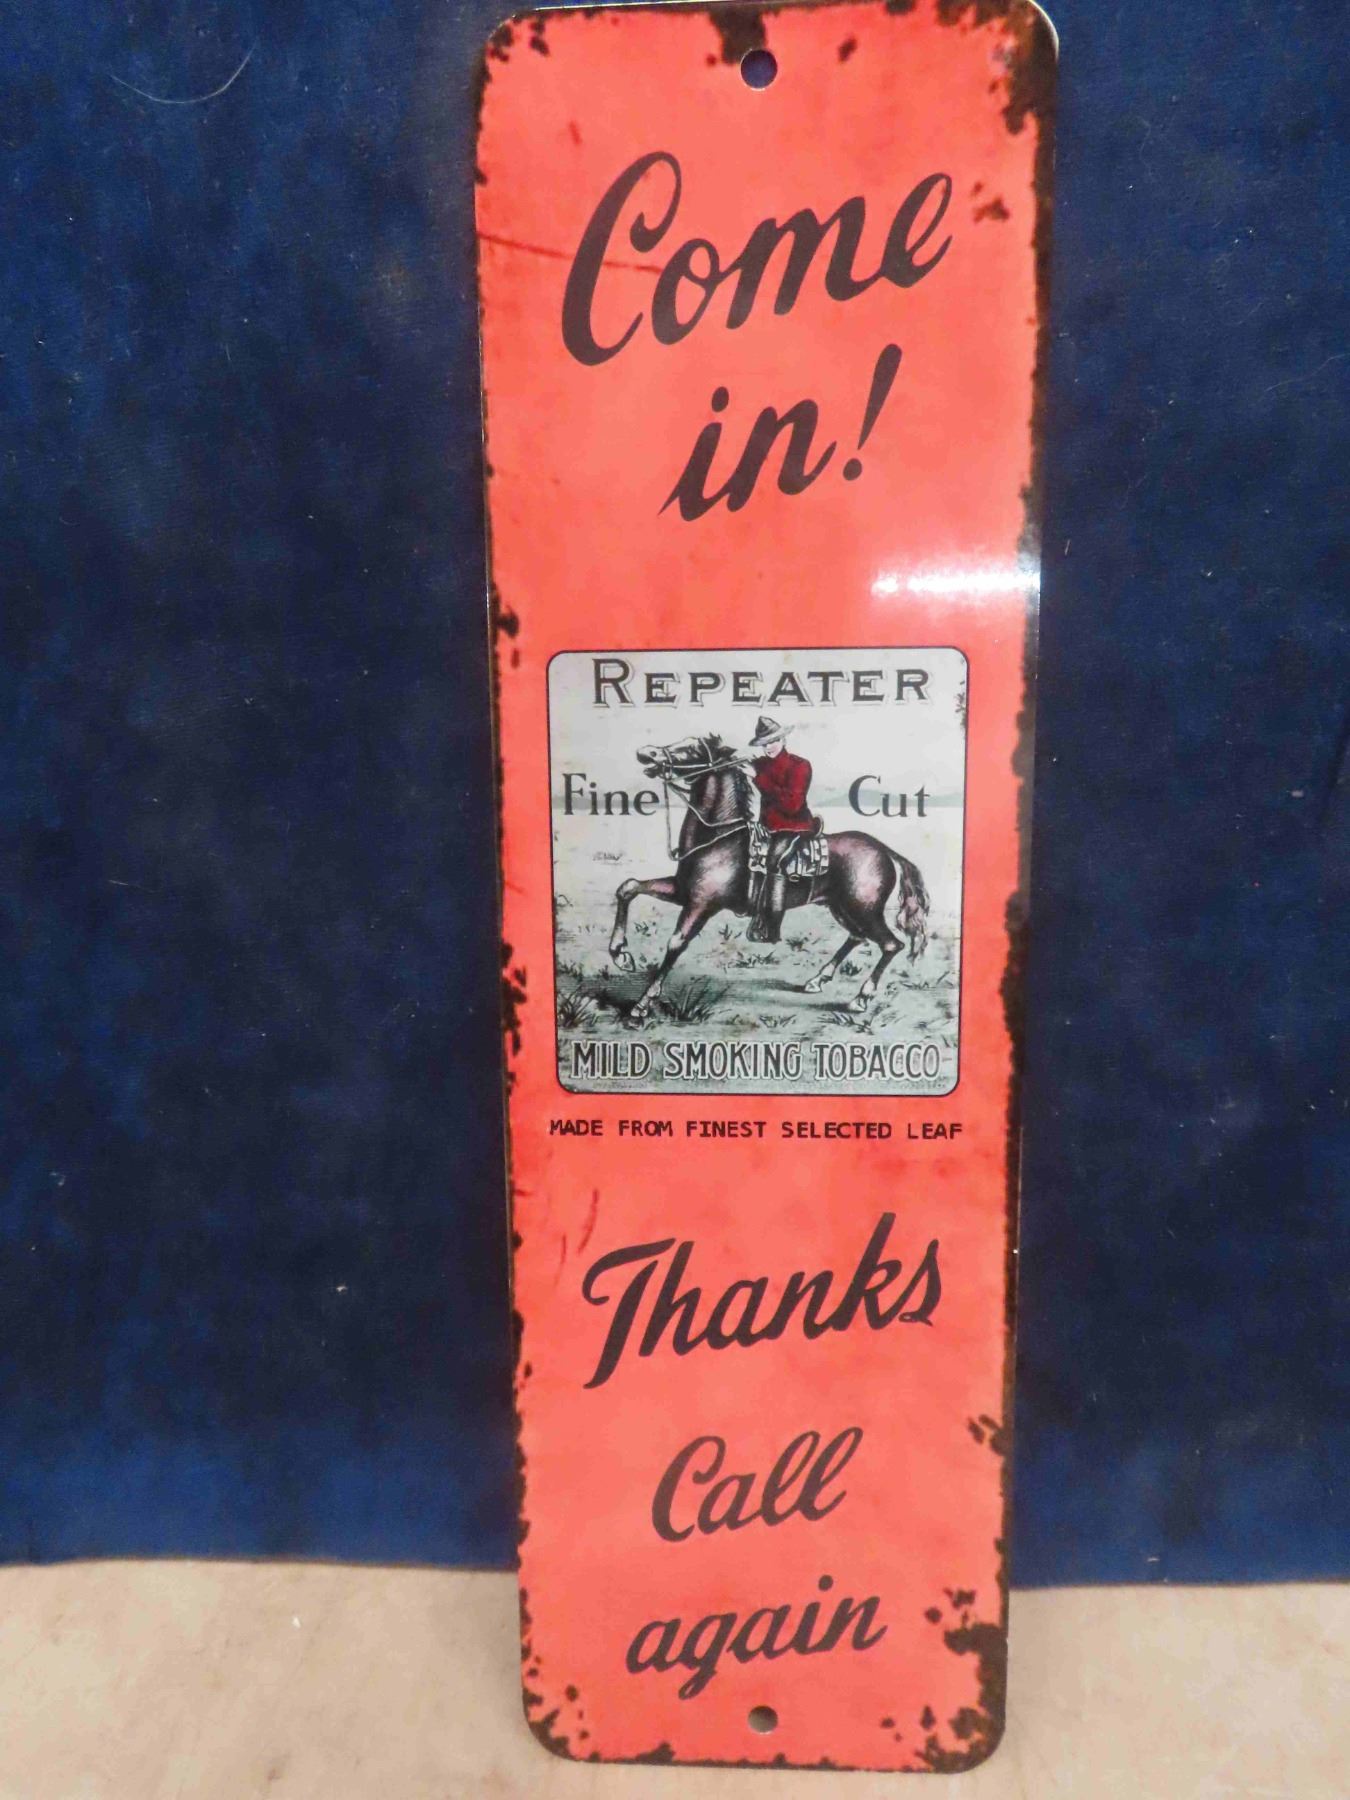 Come
in!
REPEATER
Fine Cut
MILD SMOKING TOBACCO
MADE FROM FINEST SELECTED LEAF
Thanks
Call
again